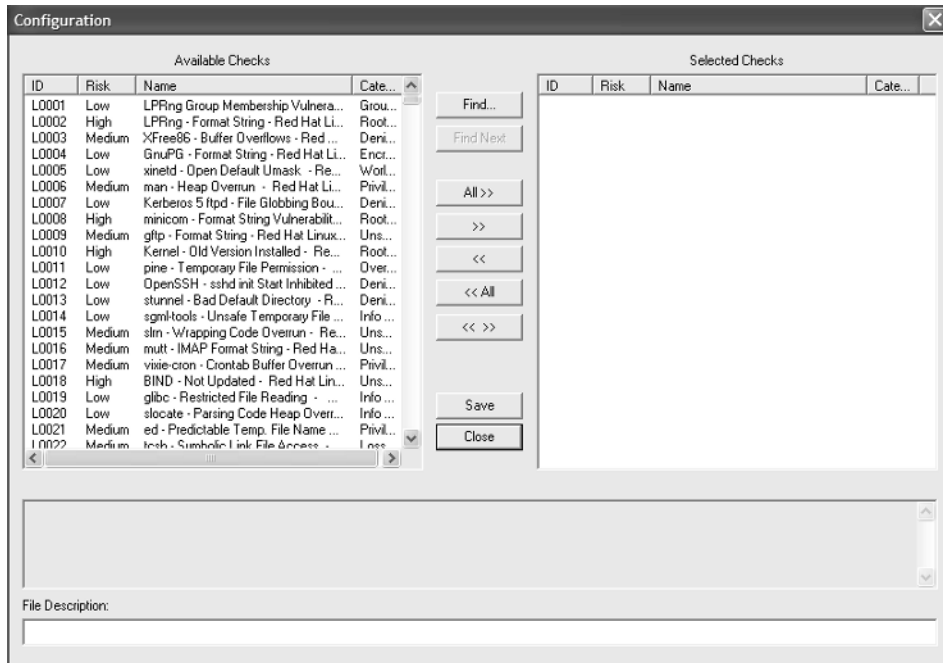 Configuration
Available Checks
ID Risk Name Cate...
L0001 Low LPRng Group Membership Vulnera... Grou...
L0002 High LPRng - Format String - Red Hat Li... Root...
L0003 Medium XFree86 - Buffer Overflows - Red ... Deni...
L0004 Low GnuPG - Format String - Red Hat Li... Encr...
L0005 Low xinetd - Open Default Umask - Re... Worl...
L0006 Medium man - Heap Overrun - Red Hat Li... Privil...
L0007 Low Kerberos 5 ftpd - File Globbing Bou... Deni...
L0008 High minicom - Format String Vulnerabilit... Root...
L0009 Medium gftp - Format String - Red Hat Linux... Uns...
L0010 High Kernel - Old Version Installed - Re... Root...
L0011 Low pine - Temporary File Permission - ... Over...
L0012 Low OpenSSH - sshd init Start Inhibited ... Deni...
L0013 Low stunnel - Bad Default Directory - R... Deni...
L0014 Low sgml-tools - Unsafe Temporary File ... Info ...
L0015 Medium slrn - Wrapping Code Overrun - Re... Uns...
L0016 Medium mutt - IMAP Format String - Red Ha... Uns...
L0017 Medium vixie-cron - Crontab Buffer Overrun ... Privil...
L0018 High BIND - Not Updated - Red Hat Lin... Uns...
L0019 Low glibc - Restricted File Reading - ... Info ...
L0020 Low slocate - Parsing Code Heap Overr... Info ...
L0021 Medium ed - Predictable Temp. File Name ... Privil...
L0022 Medium tcsh - Symbolic Link File Access - Loss
Find...
Find Next
All >>
>>
<<
<< All
<< >>
Save
Close
Selected Checks
ID Risk Name Cate...
File Description: